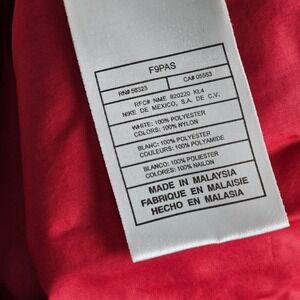 F9PAS
RN# 56323 CA# 05553
RFC# NME 920220 KL4
NIKE DE MEXICO, S.A. DE C.V.
WHITE: 100% POLYESTER
COLORS: 100% NYLON
BLANC: 100% POLYESTER
COULEURS: 100% POLYAMIDE
BLANCO: 100% POLIESTER
COLORES: 100% NAILON
MADE IN MALAYSIA
FABRIQUE EN MALAISIE
HECHO EN MALASIA